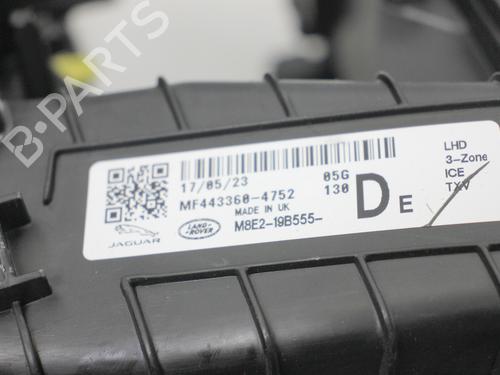 B-PARTS
17/05/23 05G
MF443360-4752 130
MADE IN UK
M8E2-19B555-
D E
LHD
3-Zone
ICE
TXV
JAGUAR
LAND-ROVER